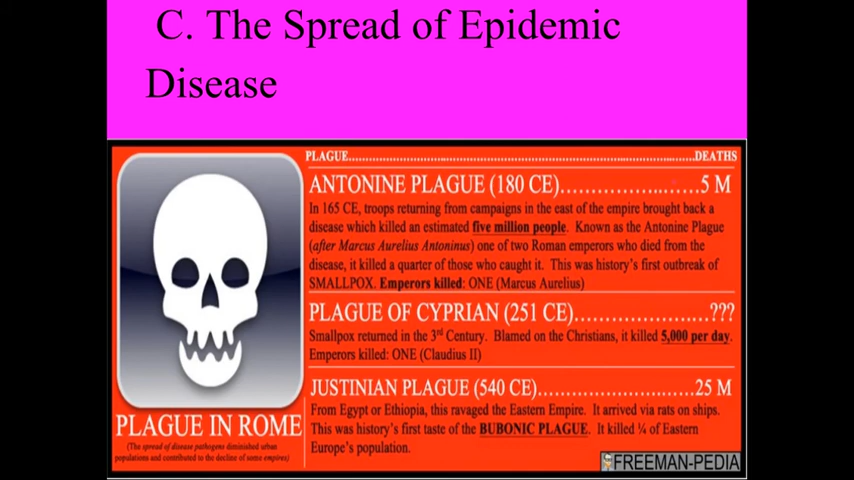 C. The Spread of Epidemic
Disease
PLAGUE..............................................................................................DEATHS
ANTONINE PLAGUE (180 CE)…………….….…5 M
In 165 CE, troops returning from campaigns in the east of the empire brought back a
disease which killed an estimated five million people. Known as the Antonine Plague
(after Marcus Aurelius Antoninus) one of two Roman emperors who died from the
disease, it killed a quarter of those who caught it. This was history's first outbreak of
SMALLPOX. Emperors killed: ONE (Marcus Aurelius)
PLAGUE OF CYPRIAN (251 CE)…………………..???
Smallpox returned in the 3rd Century. Blamed on the Christians, it killed 5,000 per day.
Emperors killed: ONE (Claudius II)
JUSTINIAN PLAGUE (540 CE)…………………….25 M
From Egypt or Ethiopia, this ravaged the Eastern Empire. It arrived via rats on ships.
This was history's first taste of the BUBONIC PLAGUE. It killed ¼ of Eastern
Europe's population.
PLAGUE IN ROME
(The spread of disease pathogens diminished urban
populations and contributed to the decline of some empires)
FREEMAN-PEDIA